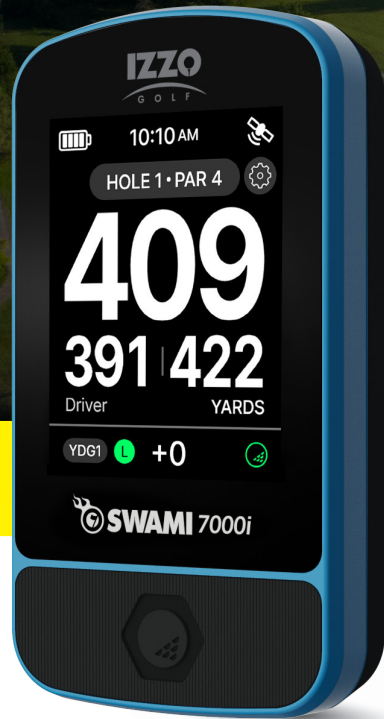 IZZO
GOLF
10:10 AM
HOLE 1 • PAR 4
409
391 | 422
Driver YARDS
YDG1 L +0
SWAMI 7000i